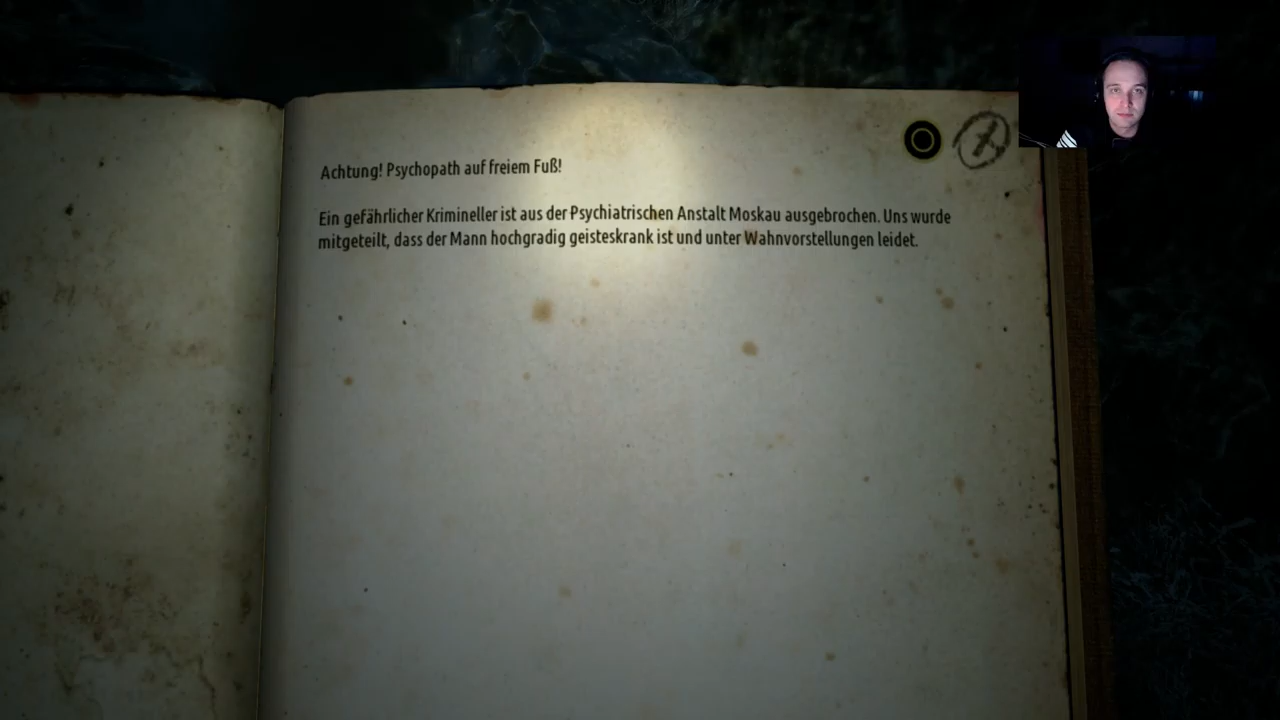 Achtung! Psychopath auf freiem Fuß!
Ein gefährlicher Krimineller ist aus der Psychiatrischen Anstalt Moskau ausgebrochen. Uns wurde
mitgeteilt, dass der Mann hochgradig geisteskrank ist und unter Wahnvorstellungen leidet.